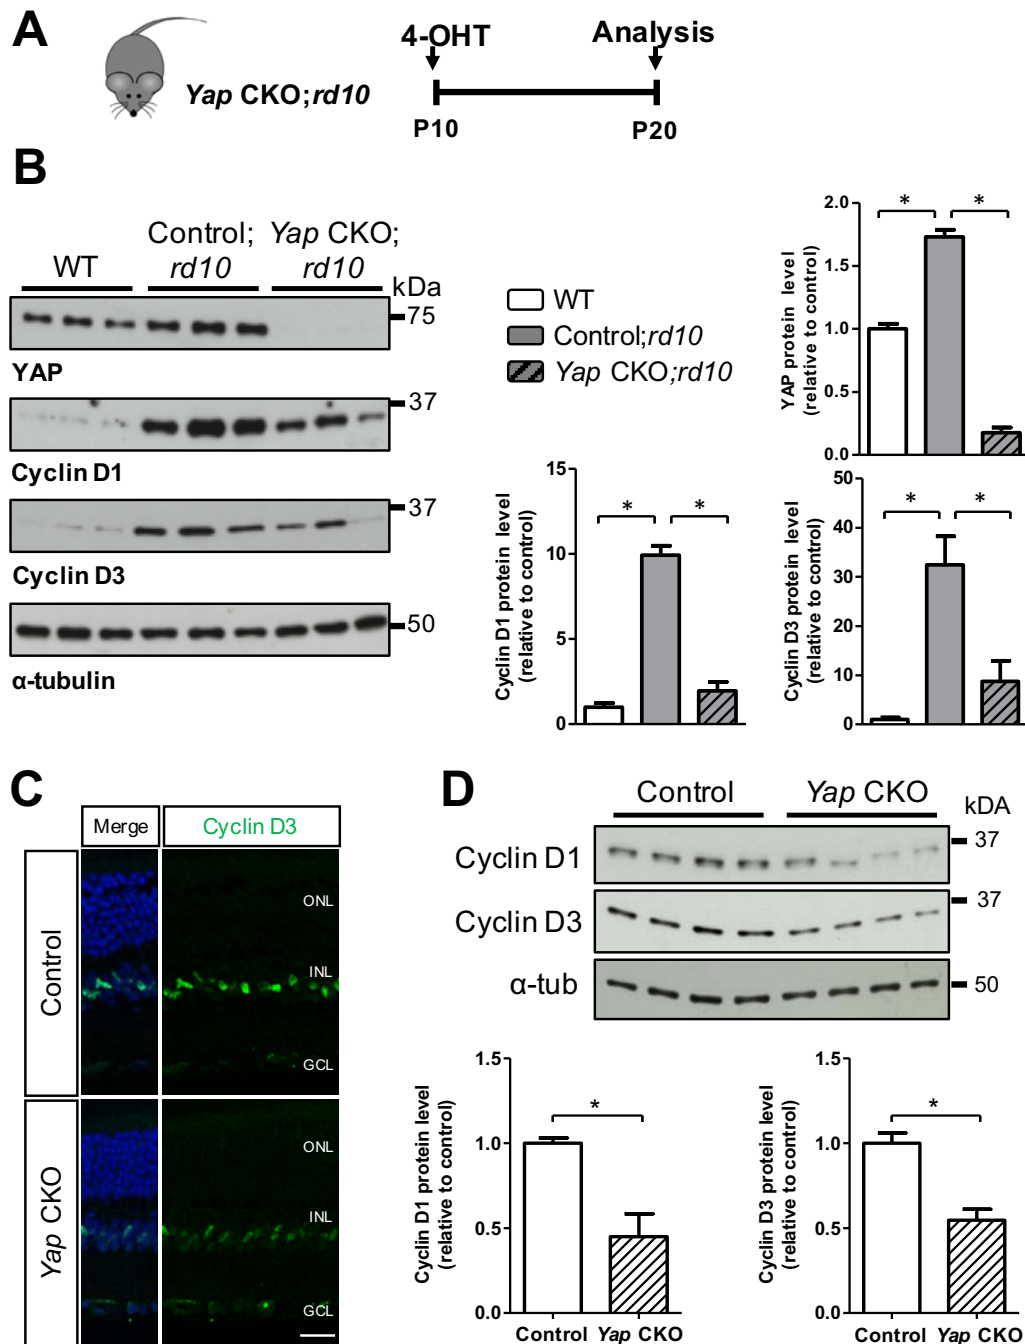 A
Yap CKO;rd10
4-OHT
Analysis
P10
P20
B
WT
Control;
rd10
Yap CKO;
rd10
kDa
75
YAP
37
Cyclin D1
37
Cyclin D3
50
α-tubulin
WT
Control;rd10
Yap CKO;rd10
YAP protein level
(relative to control)
2.0
1.5
1.0
0.5
0.0
*
*
Cyclin D1 protein level
(relative to control)
15
10
5
0
*
*
Cyclin D3 protein level
(relative to control)
50
40
30
20
10
0
*
*
C
Merge
Cyclin D3
Control
ONL
INL
GCL
Yap CKO
ONL
INL
GCL
D
Control
Yap CKO
kDA
Cyclin D1
37
Cyclin D3
37
α-tub
50
Cyclin D1 protein level
(relative to control)
1.5
1.0
0.5
0.0
*
Control
Yap CKO
Cyclin D3 protein level
(relative to control)
1.5
1.0
0.5
0.0
*
Control
Yap CKO